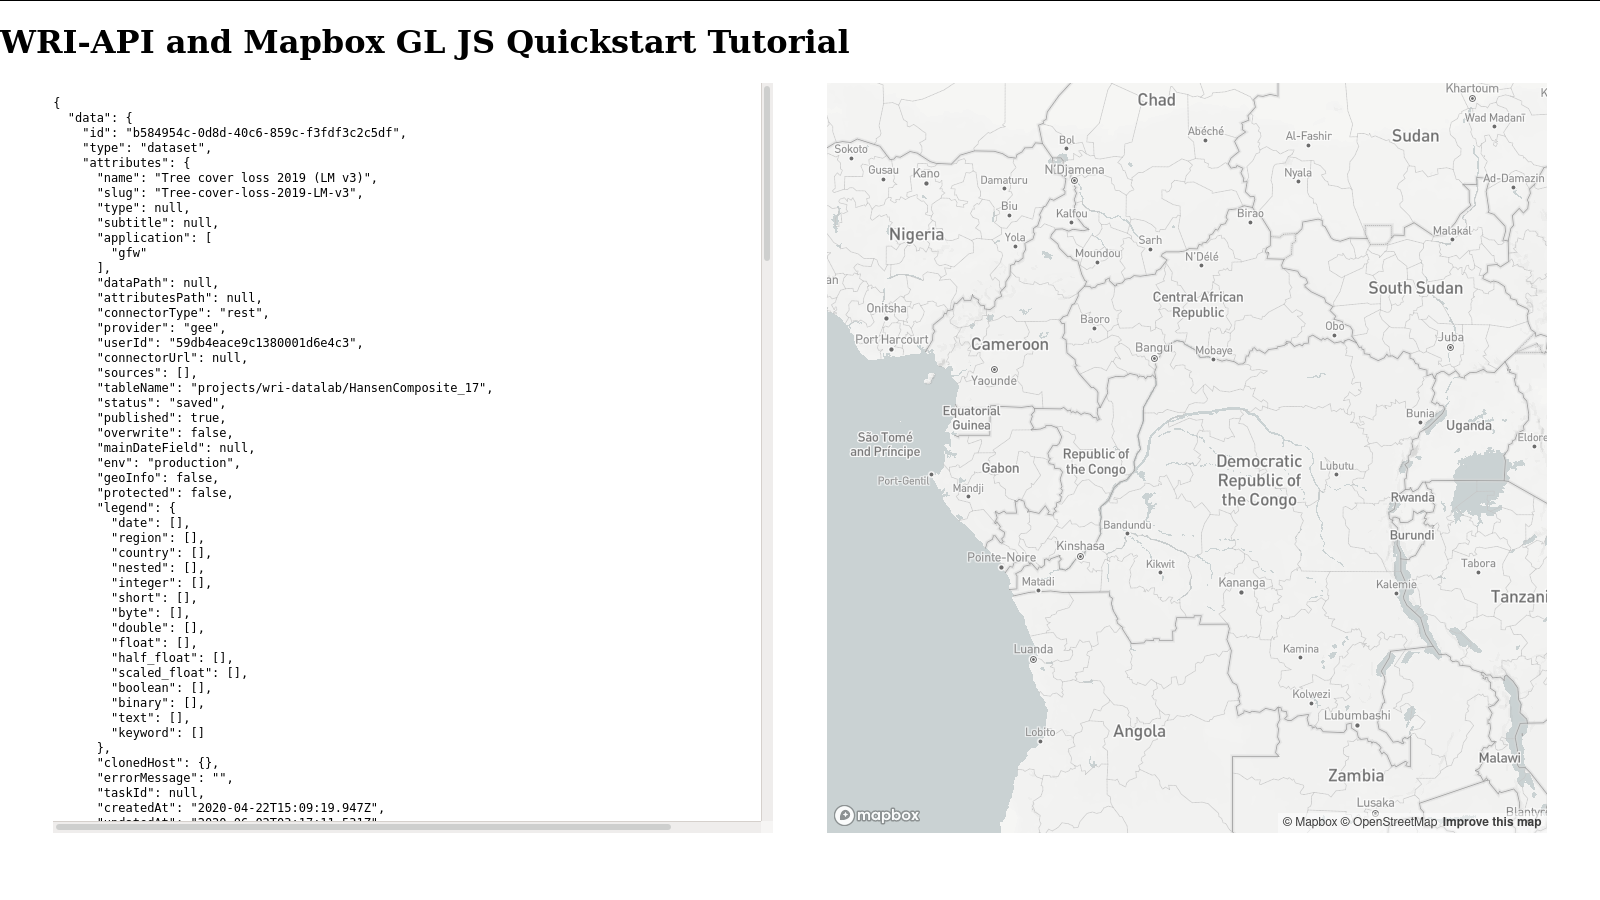 WRI-API and Mapbox GL JS Quickstart Tutorial
{
"data": {
"id": "b584954c-0d8d-40c6-859c-f3fdf3c2c5df",
"type": "dataset",
"attributes": {
"name": "Tree cover loss 2019 (LM v3)",
"slug": "Tree-cover-loss-2019-LM-v3",
"type": null,
"subtitle": null,
"application": [
"gfw"
],
"dataPath": null,
"attributesPath": null,
"connectorType": "rest",
"provider": "gee",
"userId": "59db4eace9c1380001d6e4c3",
"connectorUrl": null,
"sources": [],
"tableName": "projects/wri-datalab/HansenComposite_17",
"status": "saved",
"published": true,
"overwrite": false,
"mainDateField": null,
"env": "production",
"geoInfo": false,
"protected": false,
"legend": {
"date": [],
"region": [],
"country": [],
"nested": [],
"integer": [],
"short": [],
"byte": [],
"double": [],
"float": [],
"half_float": [],
"scaled_float": [],
"boolean": [],
"binary": [],
"text": [],
"keyword": []
},
"clonedHost": {},
"errorMessage": "",
"taskId": null,
"createdAt": "2020-04-22T15:09:19.947Z",
Khartoum
Chad
Wad Madani
Abéché
Al-Fashir
Sudan
Bol
Sokoto
N'Djamena
Gusau
Kano
Damaturu
Nyala
Ad-Damazin
Biu
Kalfou
Birao
Nigeria
Yola
Sarh
Malakal
Moundou
N'Délé
South Sudan
Central African
Republic
Onitsha
Baoro
Obo
Port Harcourt
Cameroon
Bangui
Mobaye
Juba
Yaounde
Equatorial
Guinea
Bunia
Uganda
São Tomé
and Príncipe
Eldore
Republic of
the Congo
Gabon
Democratic
Republic of
the Congo
Lubutu
Port-Gentil
Mandji
Rwanda
Bandundu
Burundi
Kinshasa
Pointe-Noire
Kikwit
Tabora
Matadi
Kananga
Kalemie
Tanzani
Luanda
Kamina
Kolwezi
Lubumbashi
Lobito
Angola
Malawi
Zambia
Lusaka
Blantyre
mapbox
© Mapbox © OpenStreetMap Improve this map